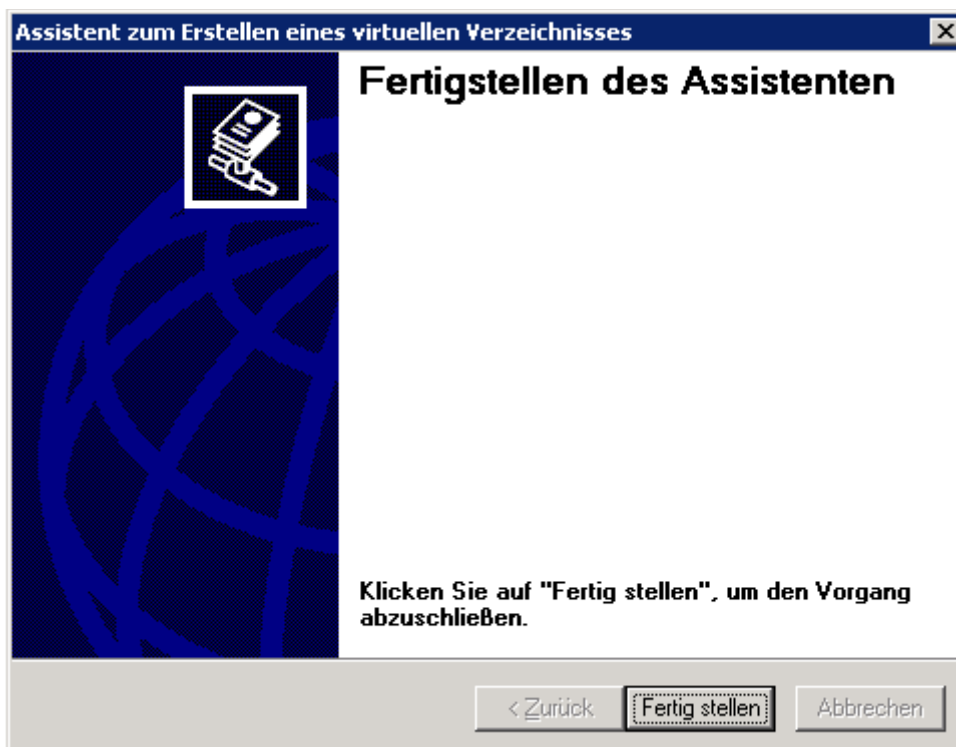 Assistent zum Erstellen eines virtuellen Verzeichnisses
Fertigstellen des Assistenten
Klicken Sie auf "Fertig stellen", um den Vorgang
abzuschließen.
< Zurück
Fertig stellen
Abbrechen